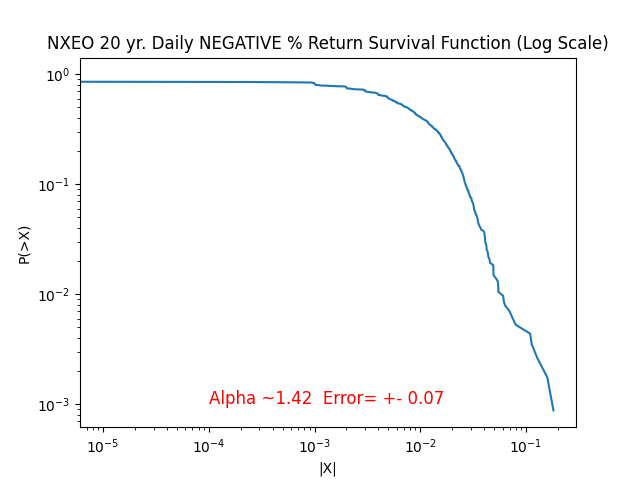 NXEO 20 yr. Daily NEGATIVE % Return Survival Function (Log Scale)
10⁰
10⁻¹
10⁻²
10⁻³
P(>X)
Alpha ~1.42  Error= +- 0.07
10⁻⁵ 10⁻⁴ 10⁻³ 10⁻² 10⁻¹
|X|